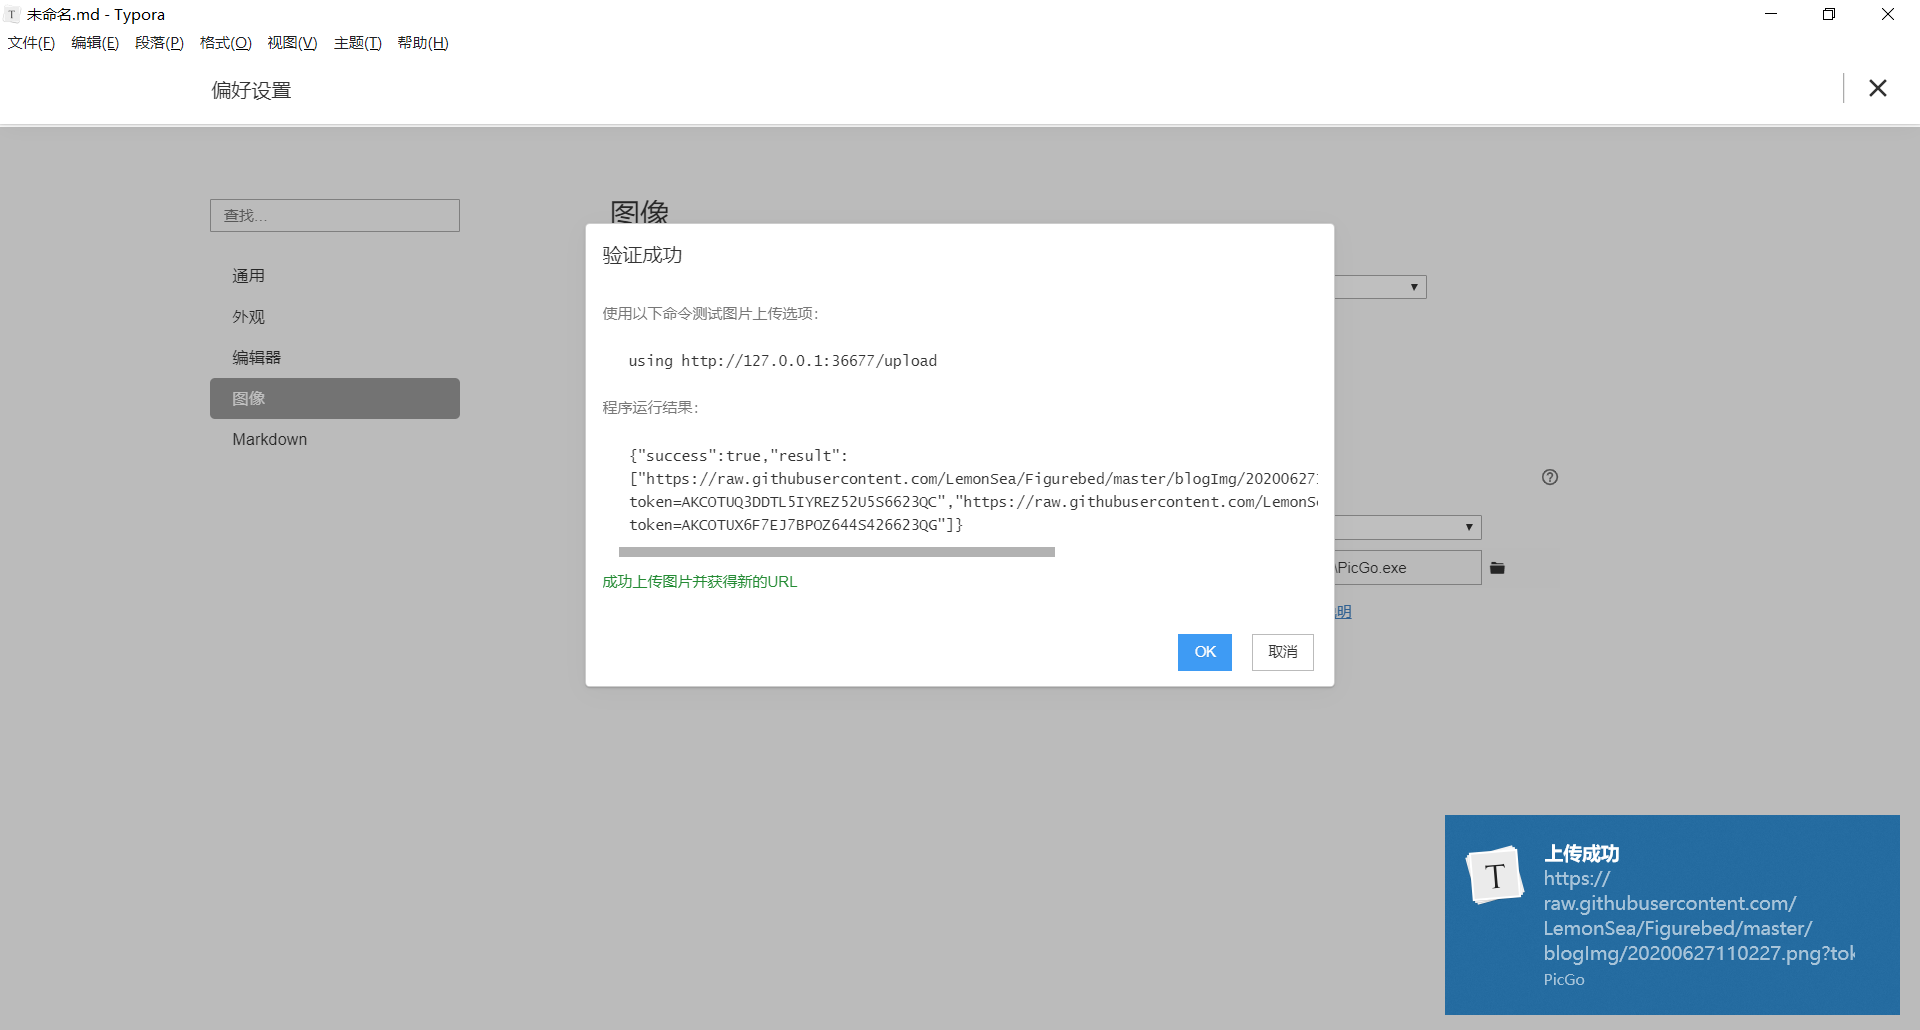 未命名.md - Typora
文件(F) 编辑(E) 段落(P) 格式(O) 视图(V) 主题(T) 帮助(H)
偏好设置
查找...
通用
外观
编辑器
图像
Markdown
图像
验证成功
使用以下命令测试图片上传选项:
using http://127.0.0.1:36677/upload
程序运行结果:
{"success":true,"result":
["https://raw.githubusercontent.com/LemonSea/Figurebed/master/blogImg/20200627
token=AKCOTUQ3DDTL5IYREZ52U5S6623QC","https://raw.githubusercontent.com/LemonS
token=AKCOTUX6F7EJ7BPOZ644S426623QG"]}
成功上传图片并获得新的URL
OK
取消
\PicGo.exe
明
上传成功
https://
raw.githubusercontent.com/
LemonSea/Figurebed/master/
blogImg/20200627110227.png?tok
PicGo